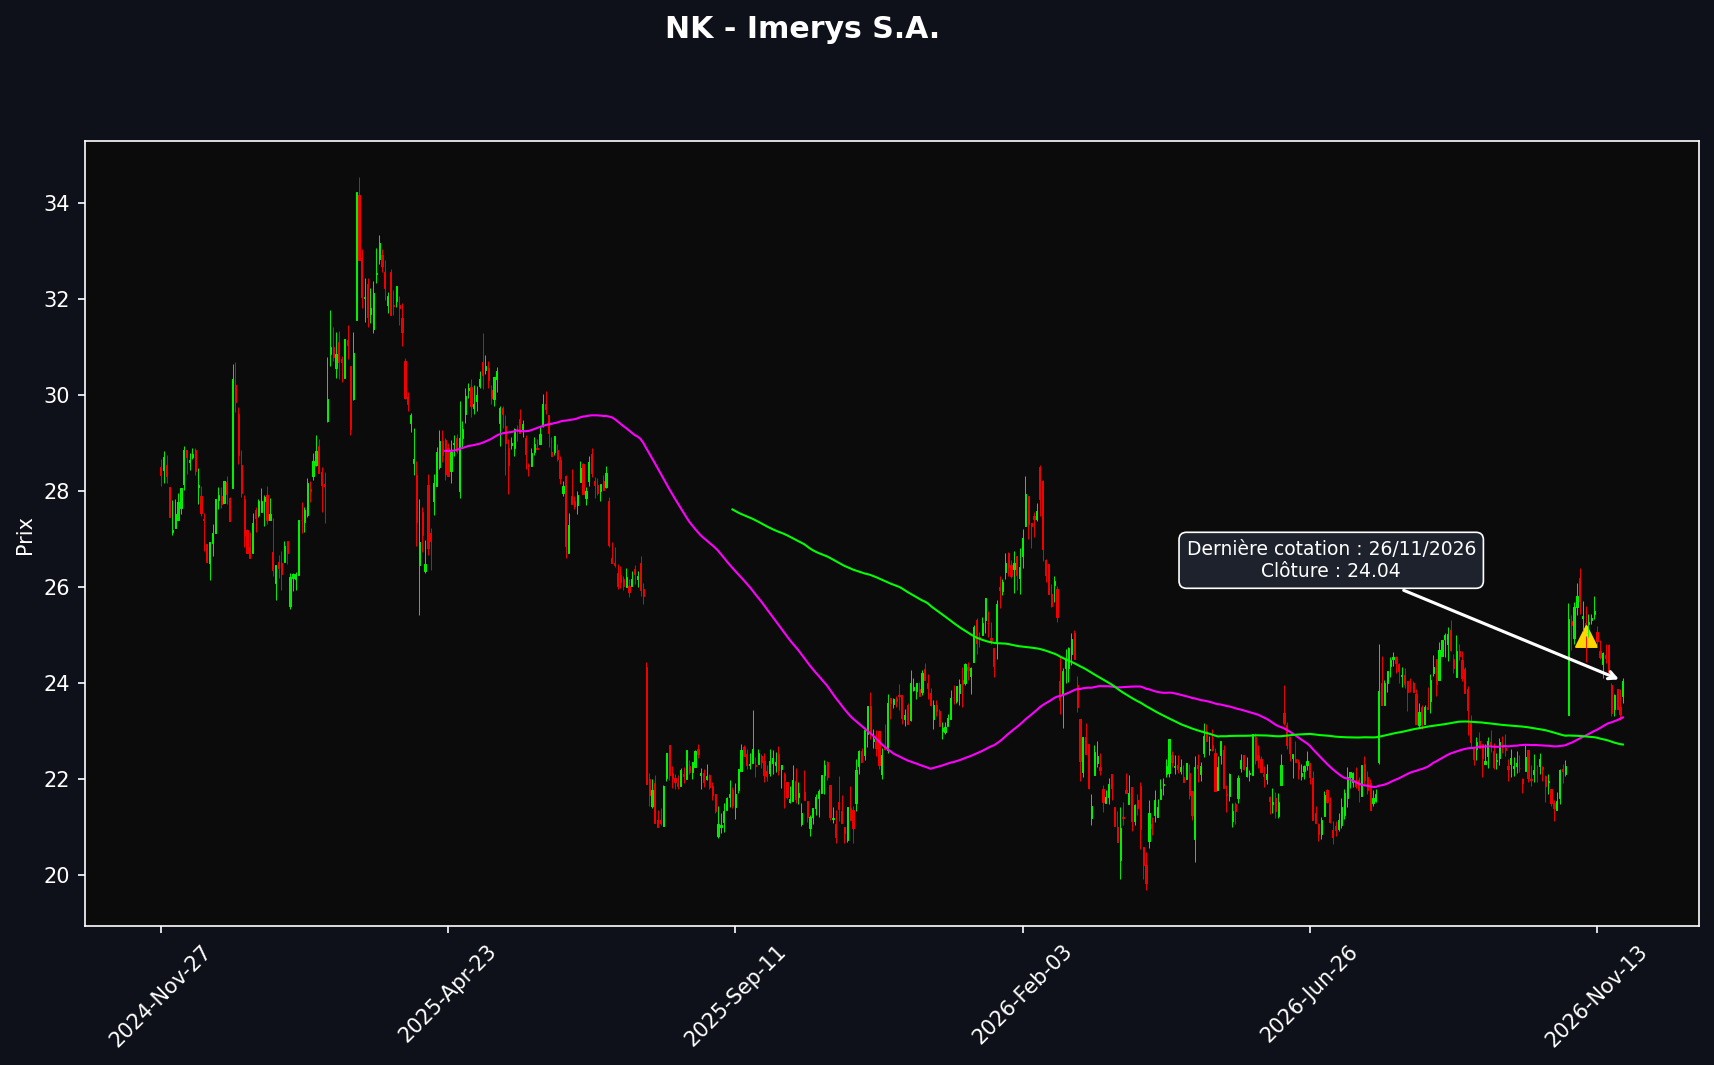 NK - Imerys S.A.
Prix
34
32
30
28
26
24
22
20
Dernière cotation : 26/11/2026
Clôture : 24.04
2024-Nov-27
2025-Apr-23
2025-Sep-11
2026-Feb-03
2026-Jun-26
2026-Nov-13